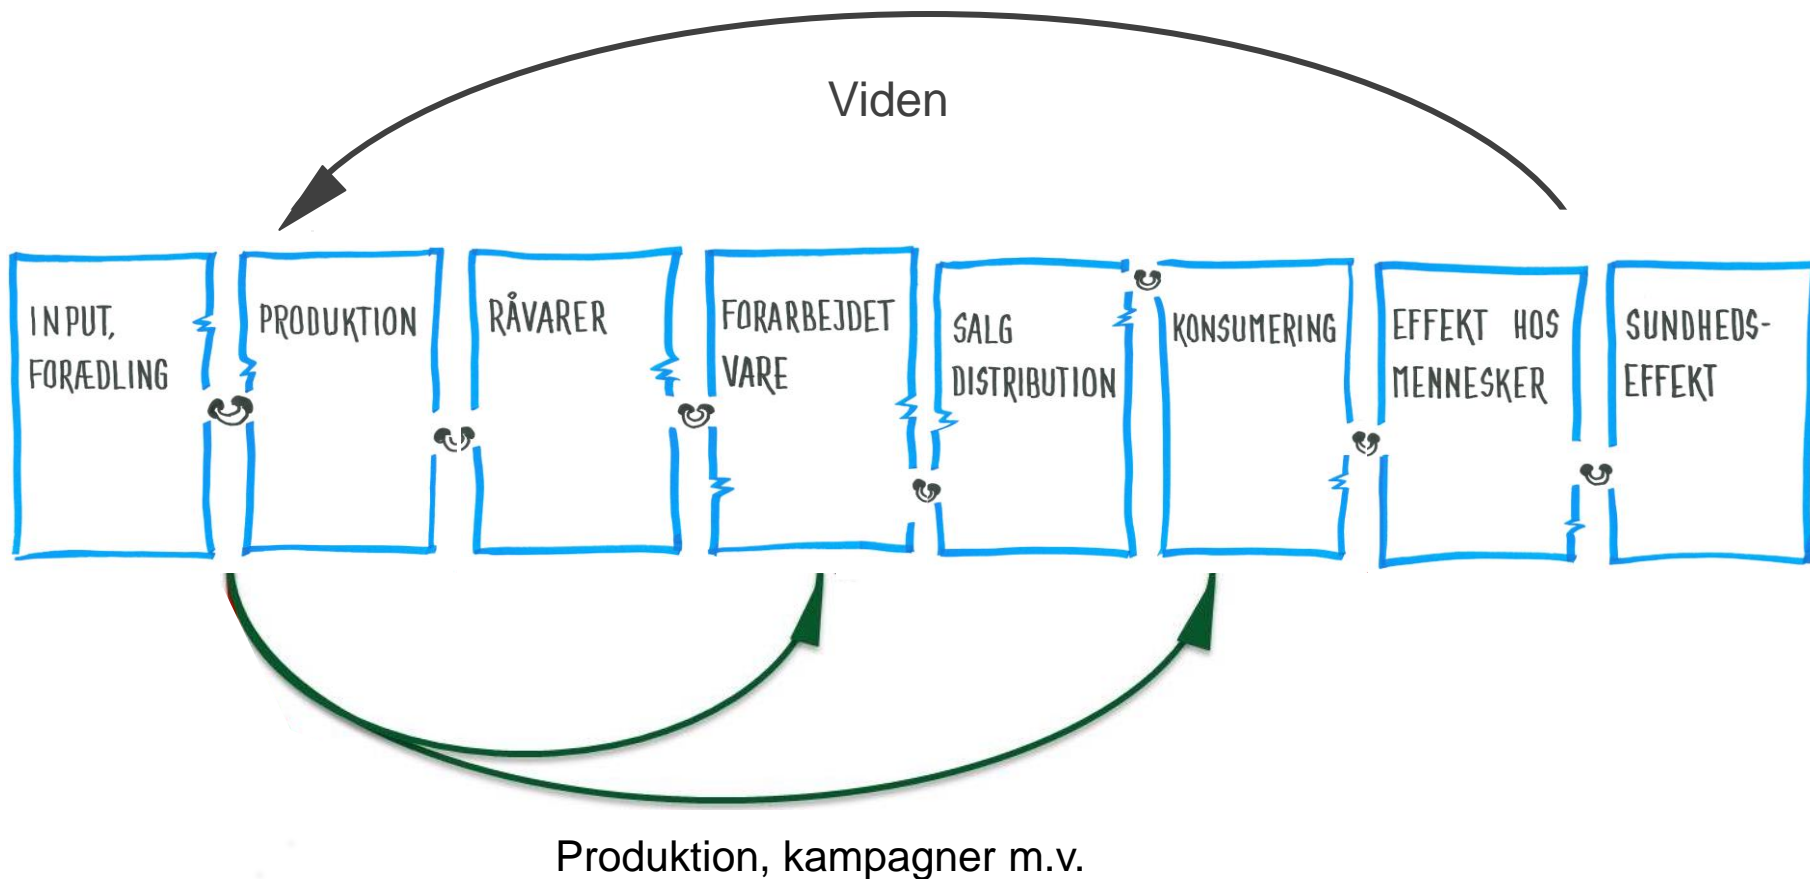 Viden
INPUT,
FORÆDLING
PRODUKTION
RÅVARER
FORARBEJDET
VARE
SALG
DISTRIBUTION
KONSUMERING
EFFEKT HOS
MENNESKER
SUNDHEDS-
EFFEKT
Produktion, kampagner m.v.